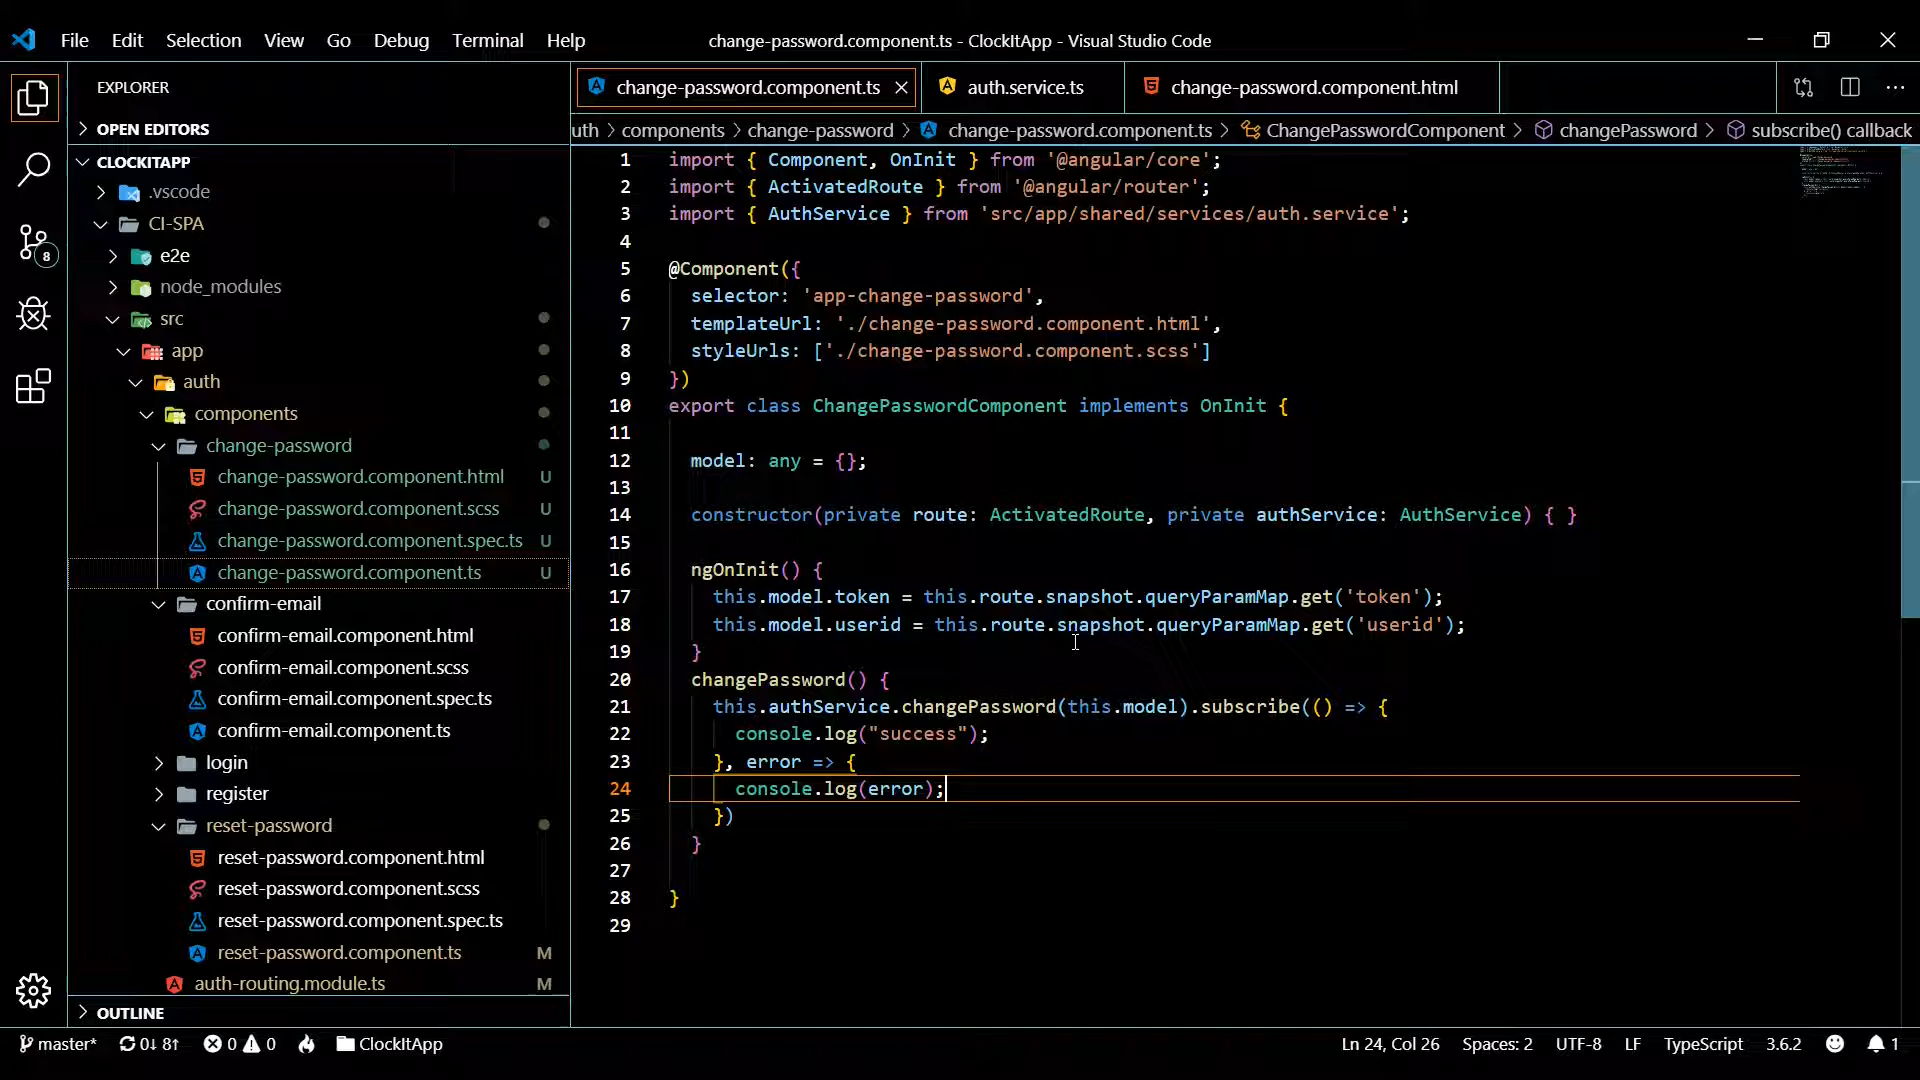 File Edit Selection View Go Debug Terminal Help
change-password.component.ts - ClockItApp - Visual Studio Code
EXPLORER
OPEN EDITORS
CLOCKITAPP
.vscode
CI-SPA
e2e
node_modules
src
app
auth
components
change-password
change-password.component.html U
change-password.component.scss U
change-password.component.spec.ts U
change-password.component.ts U
confirm-email
confirm-email.component.html
confirm-email.component.scss
confirm-email.component.spec.ts
confirm-email.component.ts
login
register
reset-password
reset-password.component.html
reset-password.component.scss
reset-password.component.spec.ts
reset-password.component.ts M
auth-routing.module.ts M
OUTLINE
8
change-password.component.ts auth.service.ts change-password.component.html
uth > components > change-password > change-password.component.ts > ChangePasswordComponent > changePassword > subscribe() callback
1 import { Component, OnInit } from '@angular/core';
2 import { ActivatedRoute } from '@angular/router';
3 import { AuthService } from 'src/app/shared/services/auth.service';
4
5 @Component({
6 selector: 'app-change-password',
7 templateUrl: './change-password.component.html',
8 styleUrls: ['./change-password.component.scss']
9 })
10 export class ChangePasswordComponent implements OnInit {
11
12 model: any = {};
13
14 constructor(private route: ActivatedRoute, private authService: AuthService) { }
15
16 ngOnInit() {
17 this.model.token = this.route.snapshot.queryParamMap.get('token');
18 this.model.userid = this.route.snapshot.queryParamMap.get('userid');
19 }
20 changePassword() {
21 this.authService.changePassword(this.model).subscribe(() => {
22 console.log("success");
23 }, error => {
24 console.log(error);
25 })
26 }
27
28 }
29
master* 0↓ 8↑ 0 0 ClockItApp Ln 24, Col 26 Spaces: 2 UTF-8 LF TypeScript 3.6.2 1